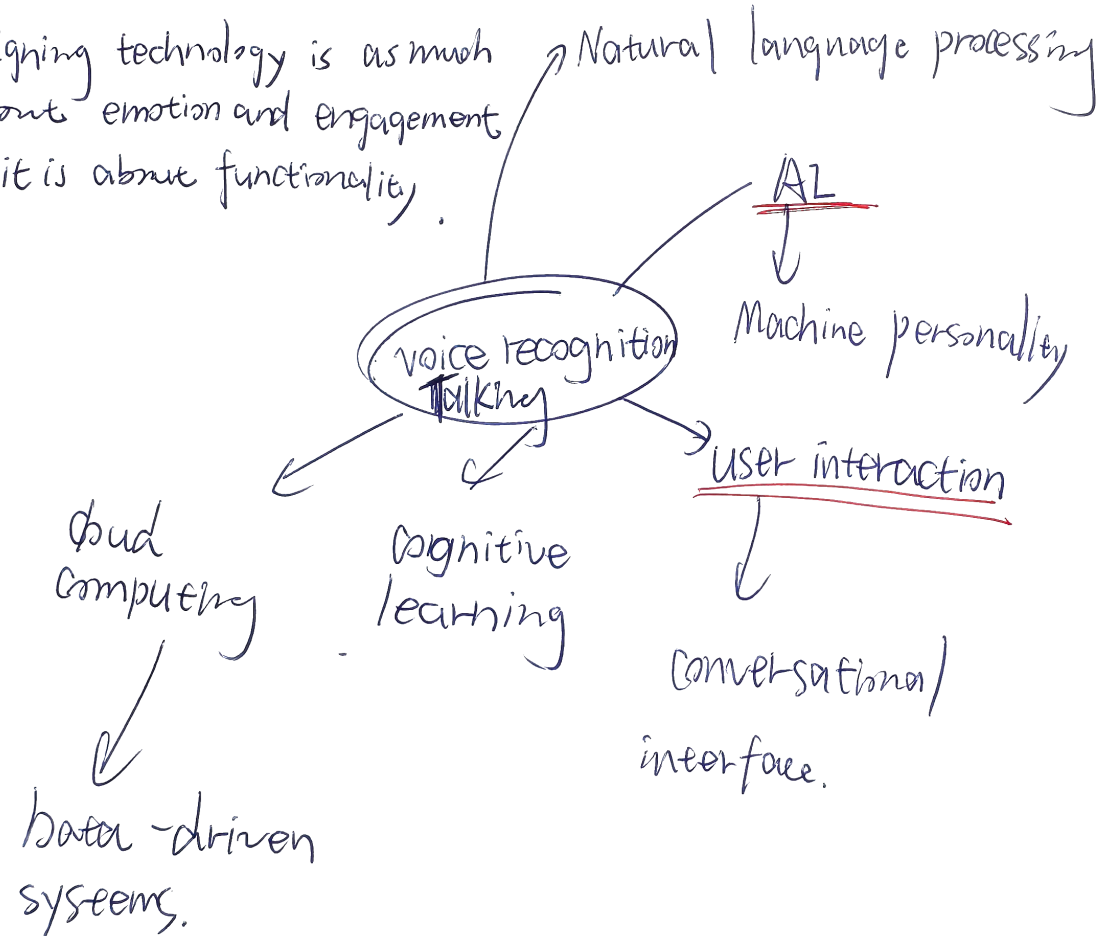 gning technology is as much
out emotion and engagement
it is about functionality.
Natural language processing
AI
Machine personality
voice recognition
Talking
user interaction
conversational
interface.
cognitive
learning
cloud
computing
Data-driven
systems.